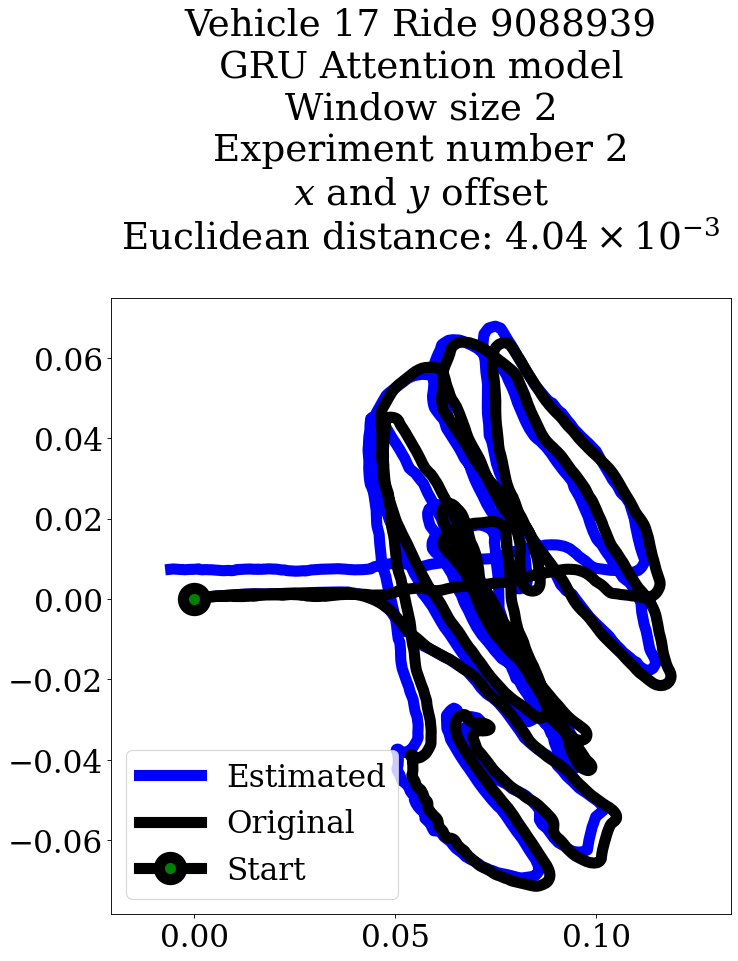 Vehicle 17 Ride 9088939
GRU Attention model
Window size 2
Experiment number 2
x and y offset
Euclidean distance: 4.04 × 10⁻³
0.06
0.04
0.02
0.00
−0.02
−0.04
−0.06
Estimated
Original
Start
0.00 0.05 0.10